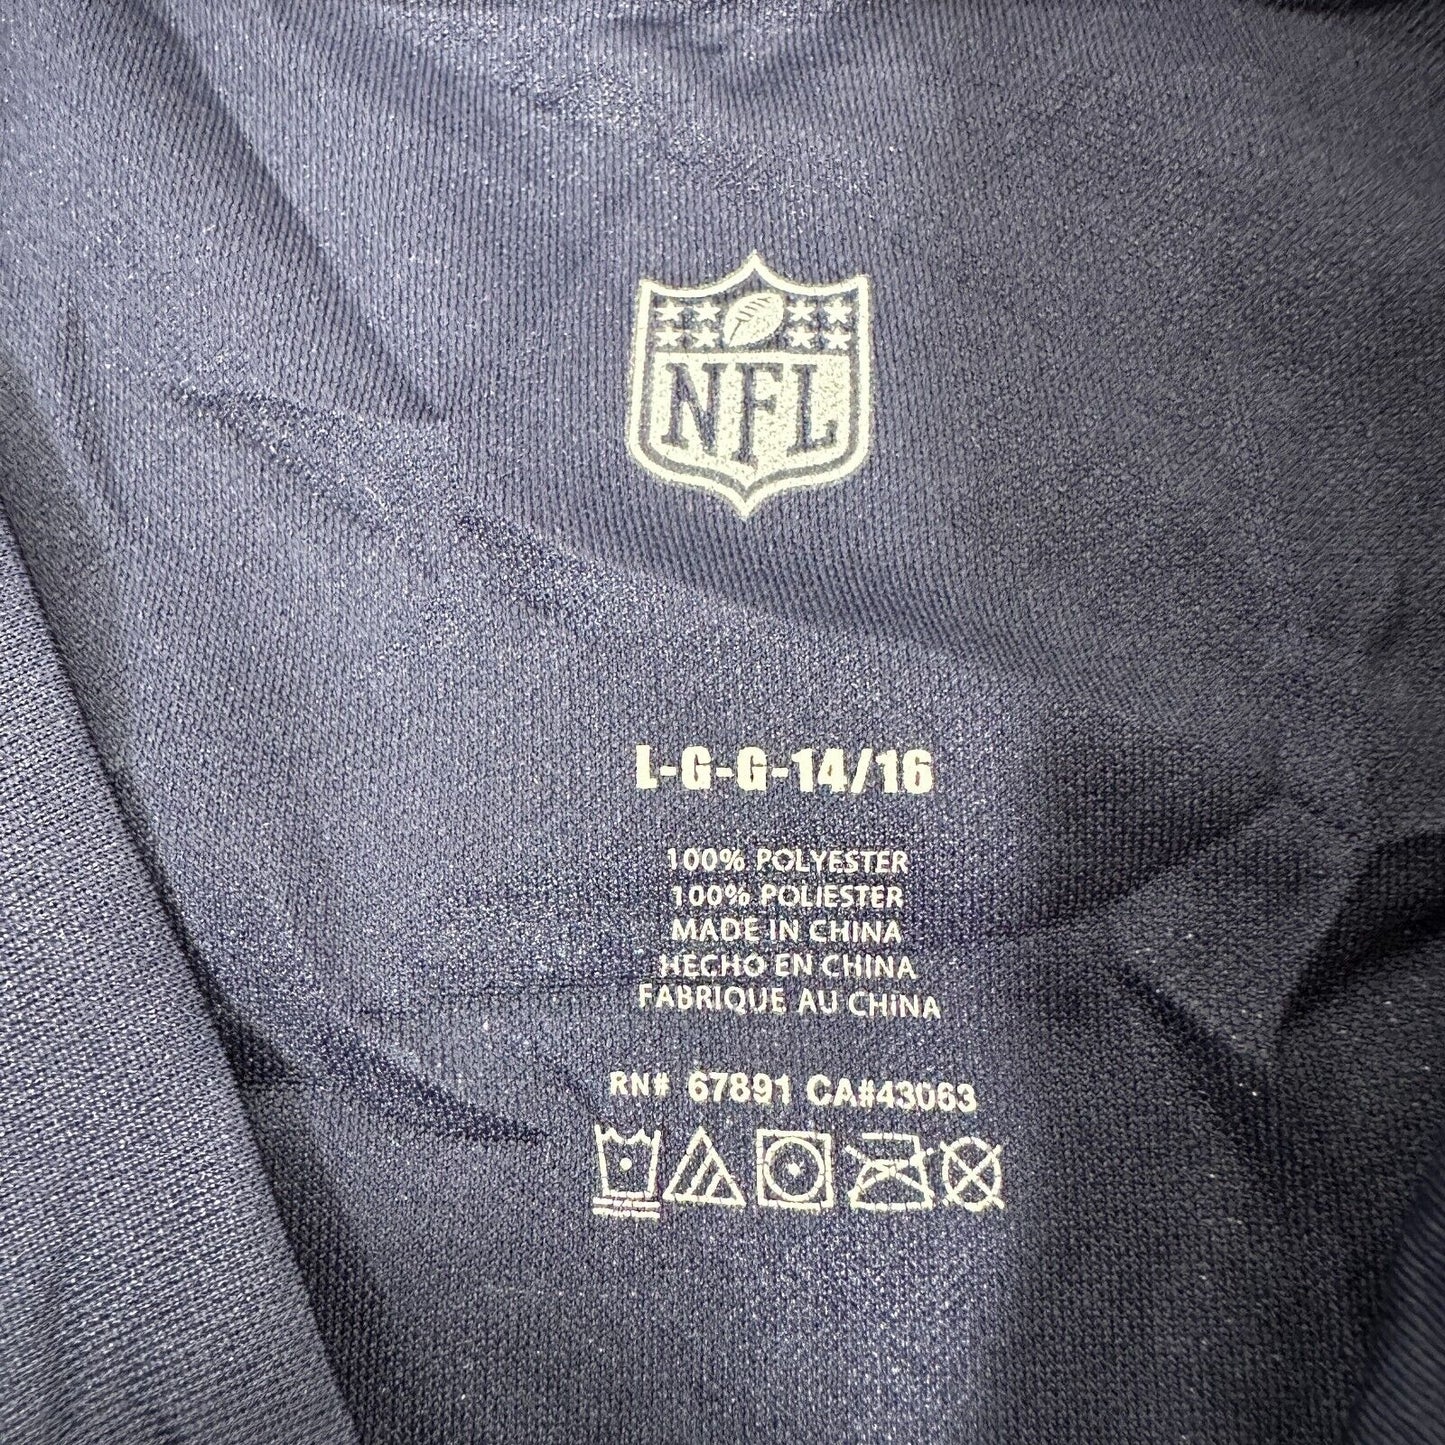 NFL
L-G-G-14/16
100% POLYESTER
100% POLIESTER
MADE IN CHINA
HECHO EN CHINA
FABRIQUE AU CHINA
RN# 67891 CA#43063